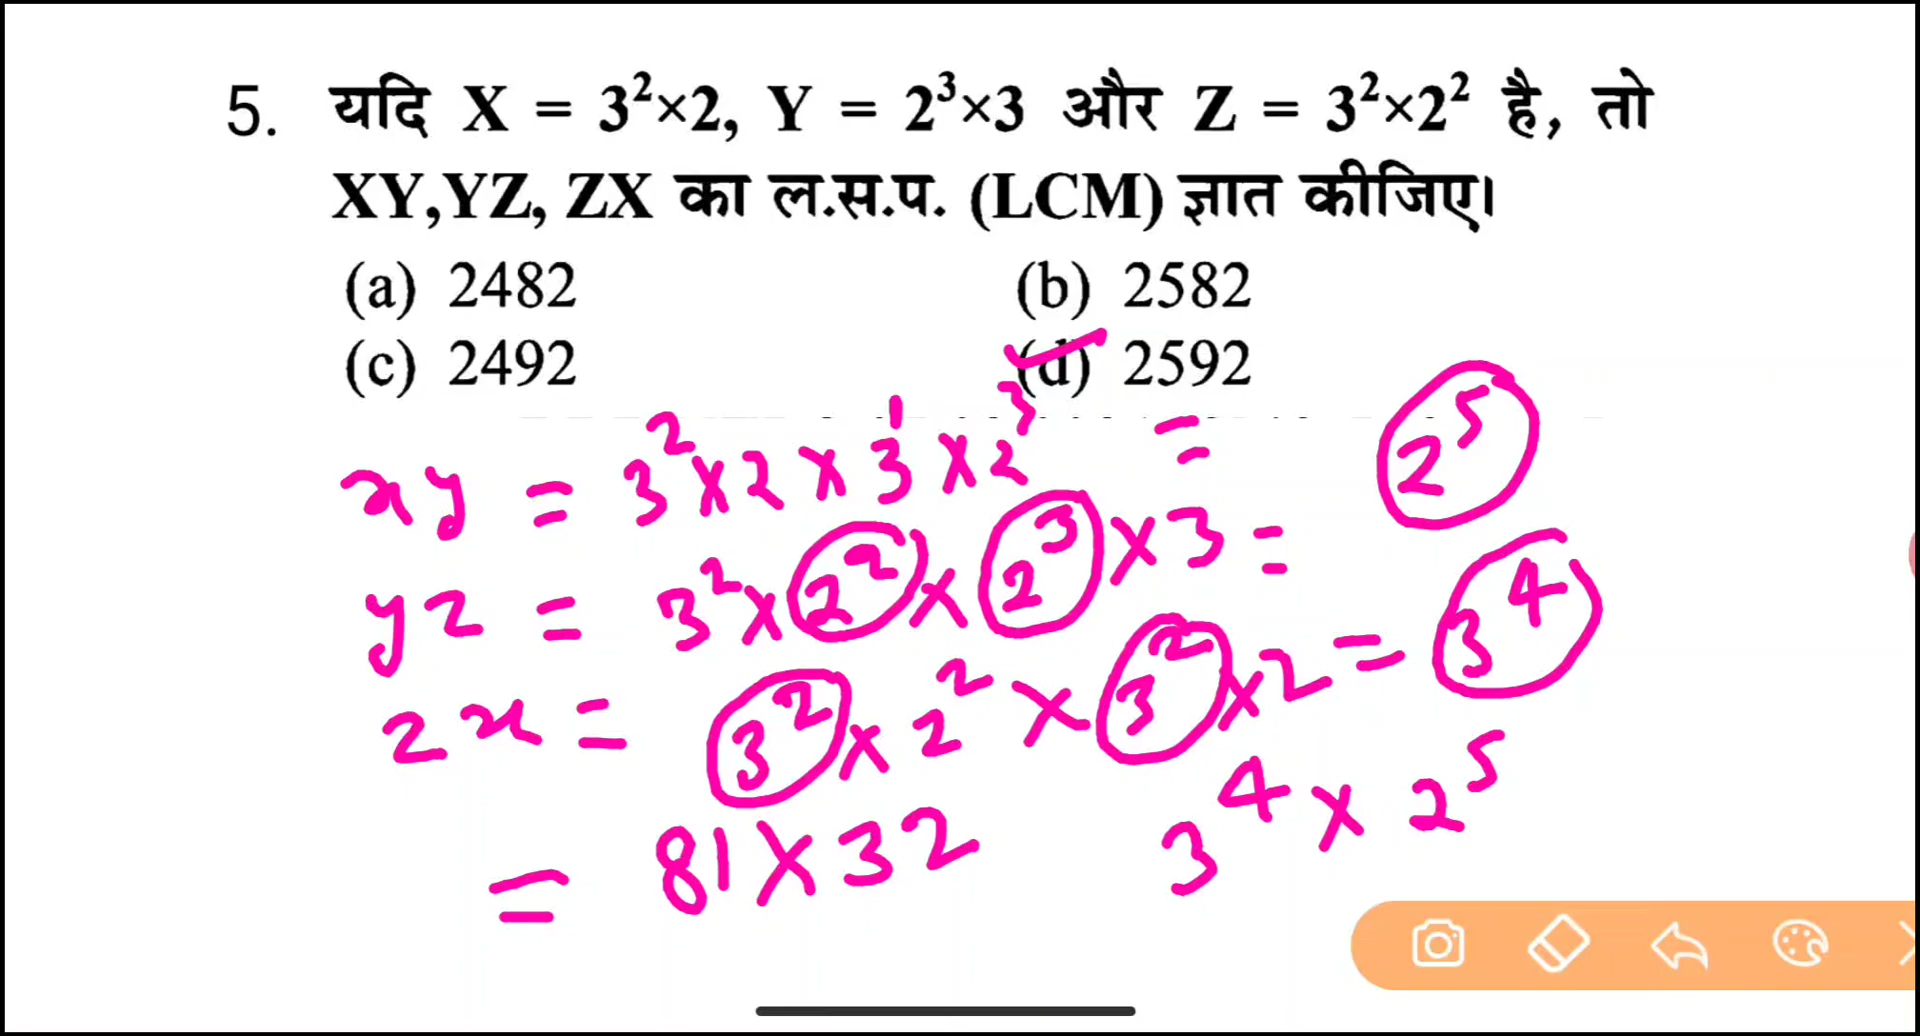 5. यदि X = 3²×2, Y = 2³×3 और Z = 3²×2² है, तो
XY,YZ, ZX का ल.स.प. (LCM) ज्ञात कीजिए।
(a) 2482 (b) 2582
(c) 2492 (d) 2592
xy = 3²×2×3¹×2³ = 2⁵
yz = 3²×2²×2³×3 =
zx = 3²×2²×3²×2 = 3⁴
3⁴×2⁵
= 81×32